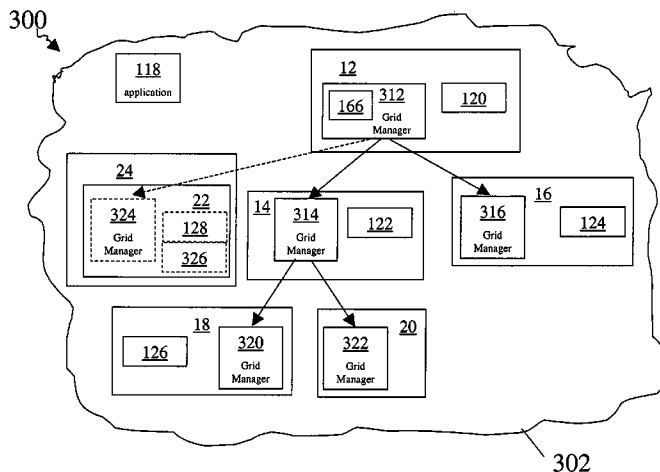 300
118
application
12
166
312
Grid
Manager
120
24
324
Grid
Manager
22
128
326
14
314
Grid
Manager
122
316
Grid
Manager
16
124
18
126
320
Grid
Manager
322
Grid
Manager
20
302